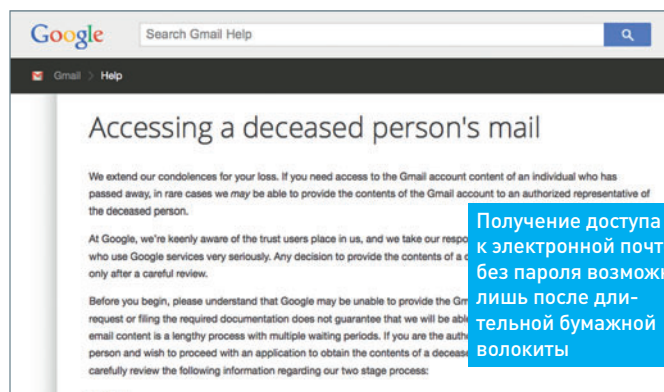 Google
Search Gmail Help
Gmail > Help
Accessing a deceased person's mail
We extend our condolences for your loss. If you need access to the Gmail account content of an individual who has
passed away, in rare cases we may be able to provide the contents of the Gmail account to an authorized representative of
the deceased person.
At Google, we're keenly aware of the trust users place in us, and we take our
who use Google services very seriously. Any decision to provide the contents of a
only after a careful review.
Before you begin, please understand that Google may be unable to provide the
request or filing the required documentation does not guarantee that we will be
email content is a lengthy process with multiple waiting periods. If you are the
person and wish to proceed with an application to obtain the contents of a
carefully review the following information regarding our two stage process:
Получение доступа
к электронной
без пароля
лишь после дли-
тельной бумажной
волокиты